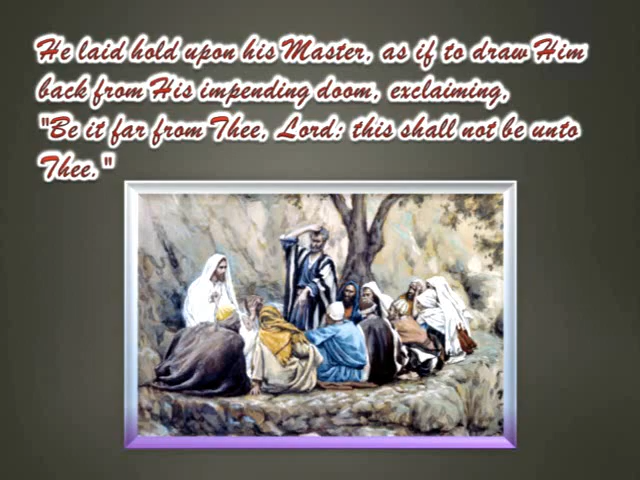 He laid hold upon his Master, as if to draw Him
back from His impending doom, exclaiming,
"Be it far from Thee, Lord: this shall not be unto
Thee."